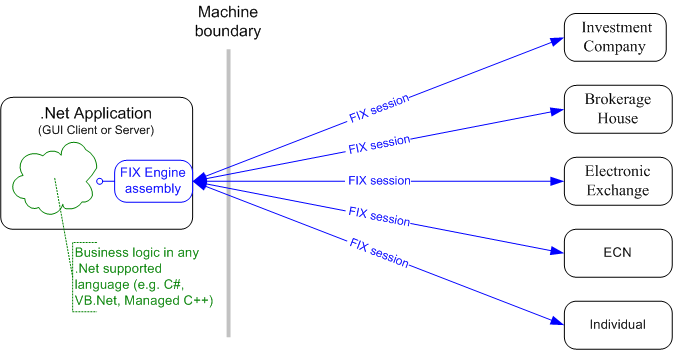 Machine
boundary
.Net Application
(GUI Client or Server)
FIX Engine
assembly
Business logic in any
.Net supported
language (e.g. C#,
VB.Net, Managed C++)
FIX session
FIX session
FIX session
FIX session
FIX session
Investment
Company
Brokerage
House
Electronic
Exchange
ECN
Individual